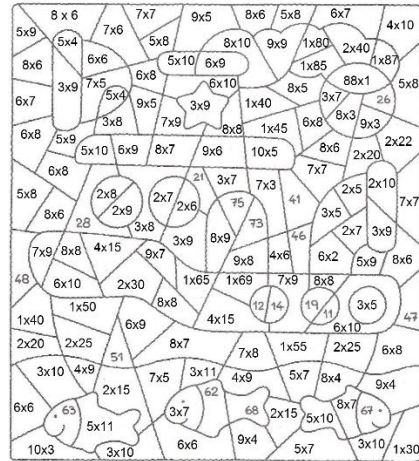 8 x 6 7x7 9x5 8x6 5x8 6x7 4x10
5x9 7x6 5x8 8x10 9x9 1x80 2x40 1x87
5x4 6x6 5x10 6x9 1x85
8x6 7x5 6x8 6x10 88x1 5x8
3x9 5x4 9x5 3x9 1x40 8x5 3x7 26
6x7 3x8 7x9 8x3 9x3
6x8 5x9 8x8 1x45 6x8 2x22
5x10 6x9 8x7 9x6 10x5 8x6 2x20
6x8 7x7
5x8 21 3x7 7x3 2x5 2x10
2x8 2x9 2x7 2x6 75 41 3x5
8x6 28 3x8 73 2x7 3x9
7x9 8x8 4x15 3x9 8x9 46
9x7 9x8 4x6 6x2 5x9 8x6
48 6x10 2x30 1x65 1x69 7x9 8x8
1x50 8x8 12 14 19 11 3x5 47
1x40 6x9 4x15 6x10
2x20 2x25 51 8x7 7x8 1x55 2x25 6x8
3x10 4x9 7x5 3x11 4x9 5x7 8x4 9x4
2x15 62
6x6 63 5x11 3x7 68 2x15 5x10 8x7 67
10x3 3x10 6x6 9x4 5x7 3x10 1x30